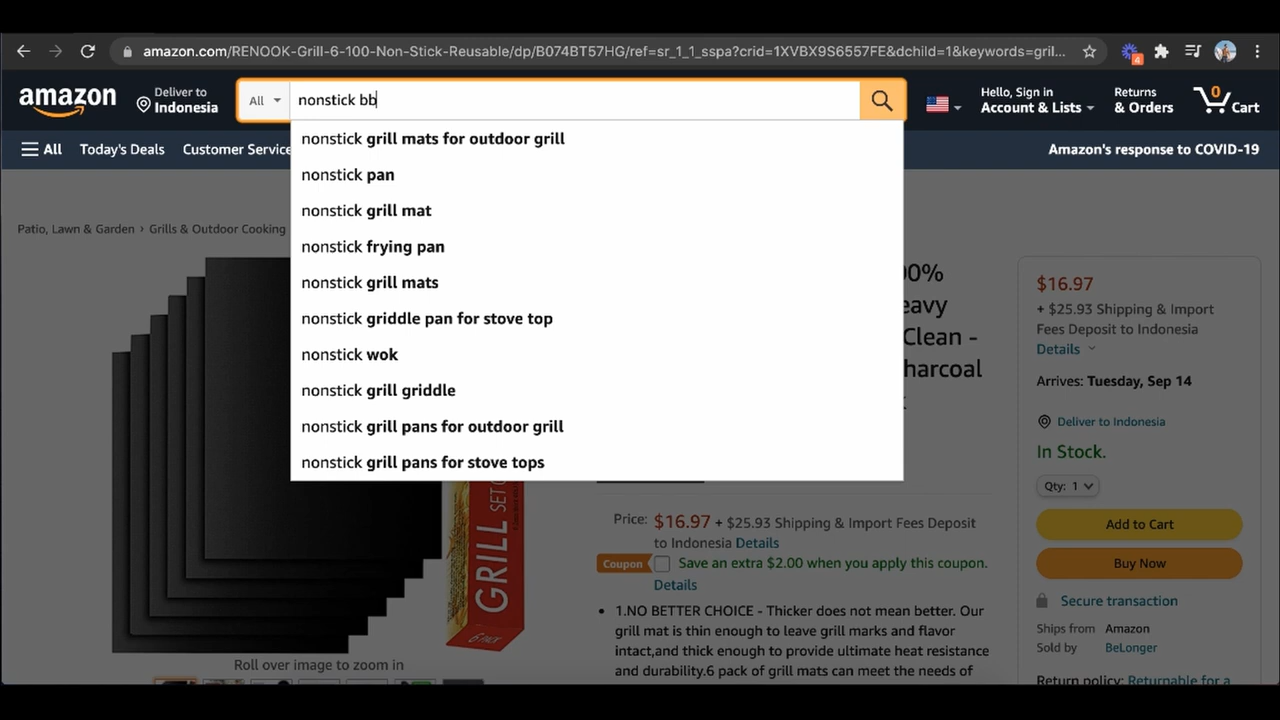 amazon.com/RENOOK-Grill-6-100-Non-Stick-Reusable/dp/B074BT57HG/ref=sr_1_1_sspa?crid=1XVBX9S6557FE&dchild=1&keywords=gril...
4
amazon
Deliver to
Indonesia
All
nonstick bb
Hello, Sign in
Account & Lists
Returns
& Orders
0
Cart
All
Today's Deals
Customer Service
Amazon's response to COVID-19
nonstick grill mats for outdoor grill
nonstick pan
nonstick grill mat
nonstick frying pan
nonstick grill mats
nonstick griddle pan for stove top
nonstick wok
nonstick grill griddle
nonstick grill pans for outdoor grill
nonstick grill pans for stove tops
Patio, Lawn & Garden › Grills & Outdoor Cooking
Clean -
GRILL SET
6 PACK
Roll over image to zoom in
Price: $16.97 + $25.93 Shipping & Import Fees Deposit
to Indonesia Details
Coupon Save an extra $2.00 when you apply this coupon.
Details
• 1.NO BETTER CHOICE - Thicker does not mean better. Our
grill mat is thin enough to leave grill marks and flavor
intact,and thick enough to provide ultimate heat resistance
and durability.6 pack of grill mats can meet the needs of
$16.97
+ $25.93 Shipping & Import
Fees Deposit to Indonesia
Details
Arrives: Tuesday, Sep 14
Deliver to Indonesia
In Stock.
Qty: 1
Add to Cart
Buy Now
Secure transaction
Ships from Amazon
Sold by BeLonger
Return policy: Returnable for a